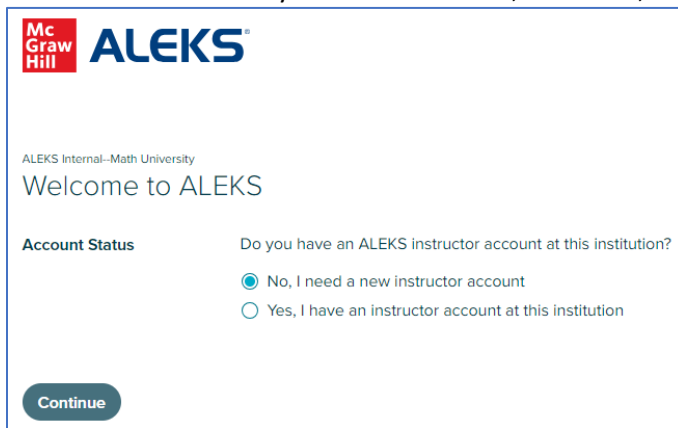 Mc
Graw
Hill
ALEKS®
ALEKS Internal--Math University
Welcome to ALEKS
Account Status
Do you have an ALEKS instructor account at this institution?
No, I need a new instructor account
Yes, I have an instructor account at this institution
Continue